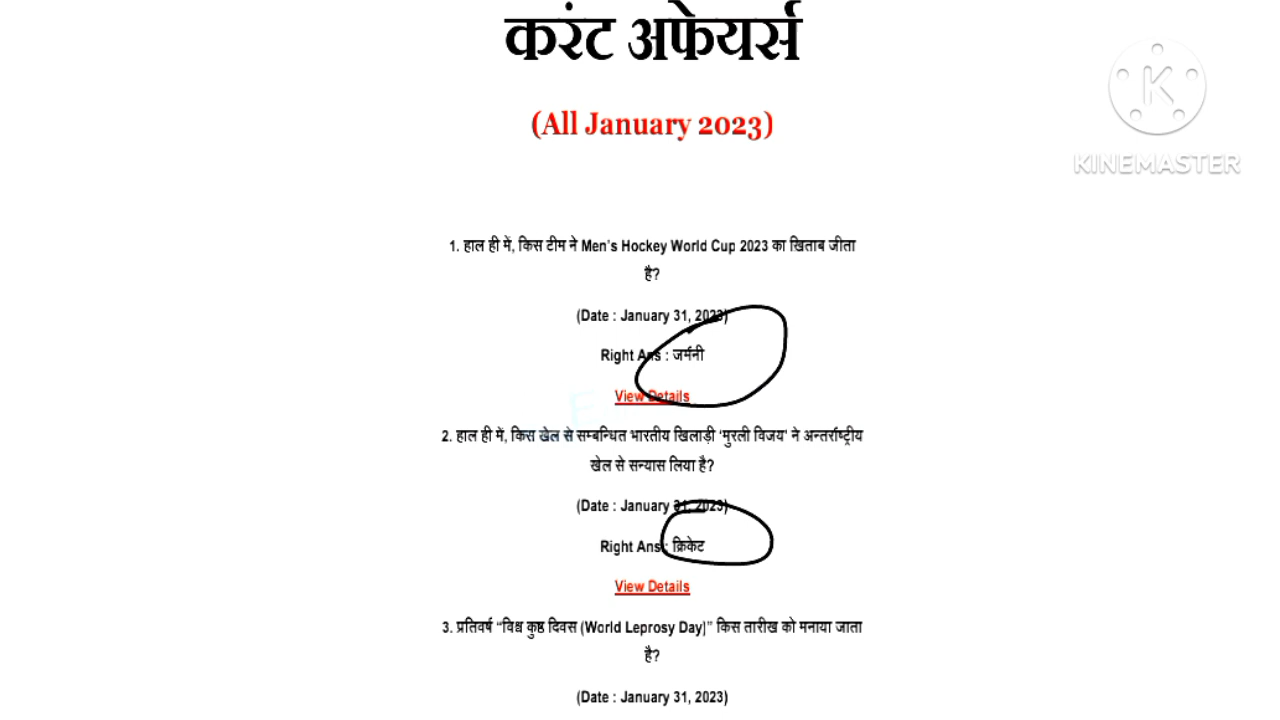 करंट अफेयर्स
(All January 2023)
K
KINEMASTER
1. हाल ही में, किस टीम ने Men's Hockey World Cup 2023 का खिताब जीता
है?
(Date : January 31, 2023)
Right Ans : जर्मनी
View Details
2. हाल ही में, किस खेल से सम्बन्धित भारतीय खिलाड़ी 'मुरली विजय' ने अन्तर्राष्ट्रीय
खेल से सन्यास लिया है?
(Date : January 31, 2023)
Right Ans : क्रिकेट
View Details
3. प्रतिवर्ष "विश्व कुष्ठ दिवस (World Leprosy Day)" किस तारीख को मनाया जाता
है?
(Date : January 31, 2023)